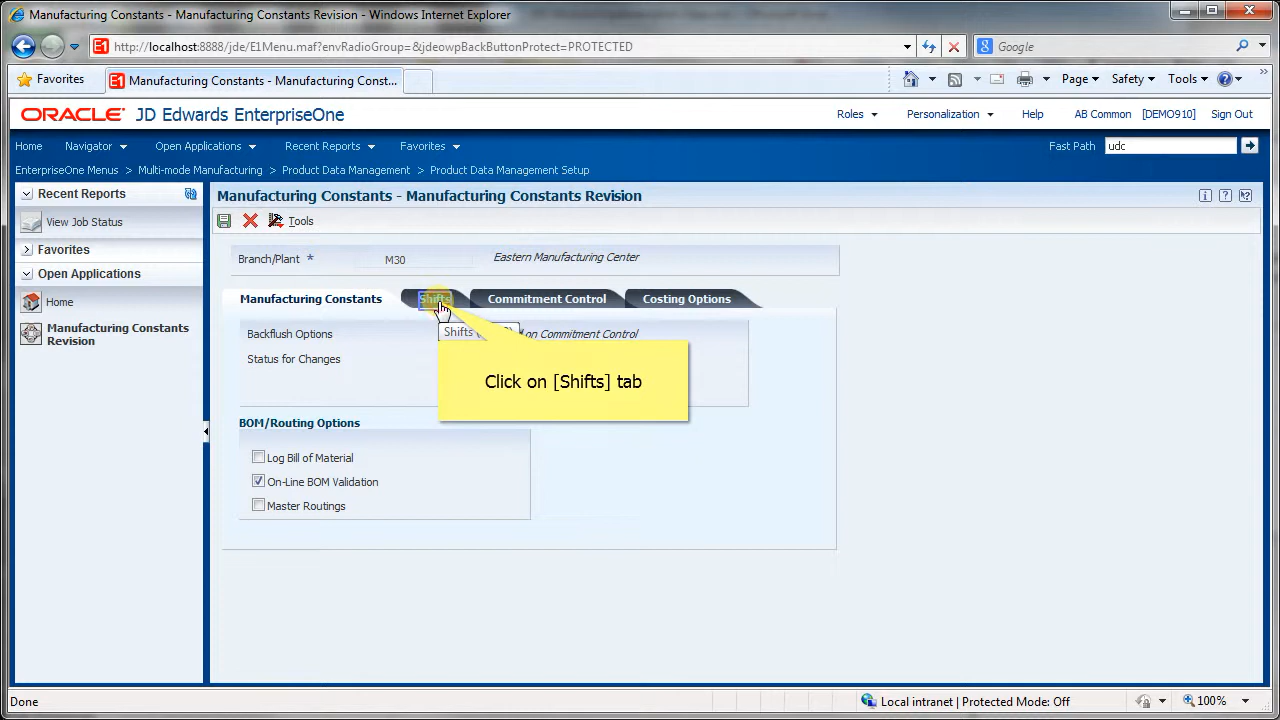 Manufacturing Constants - Manufacturing Constants Revision - Windows Internet Explorer
E1 http://localhost:8888/jde/E1Menu.maf?envRadioGroup=&jdeowpBackButtonProtect=PROTECTED
Google
Favorites
E1 Manufacturing Constants - Manufacturing Const...
Page Safety Tools
ORACLE JD Edwards EnterpriseOne
Roles Personalization Help AB Common [DEMO910] Sign Out
Home Navigator Open Applications Recent Reports Favorites
Fast Path udc
EnterpriseOne Menus > Multi-mode Manufacturing > Product Data Management > Product Data Management Setup
Recent Reports
View Job Status
Favorites
Open Applications
Home
Manufacturing Constants
Revision
Manufacturing Constants - Manufacturing Constants Revision
Tools
Branch/Plant * M30 Eastern Manufacturing Center
Manufacturing Constants Shifts Commitment Control Costing Options
Backflush Options on Commitment Control
Shifts
Status for Changes
Click on [Shifts] tab
BOM/Routing Options
Log Bill of Material
On-Line BOM Validation
Master Routings
Done
Local intranet | Protected Mode: Off
100%